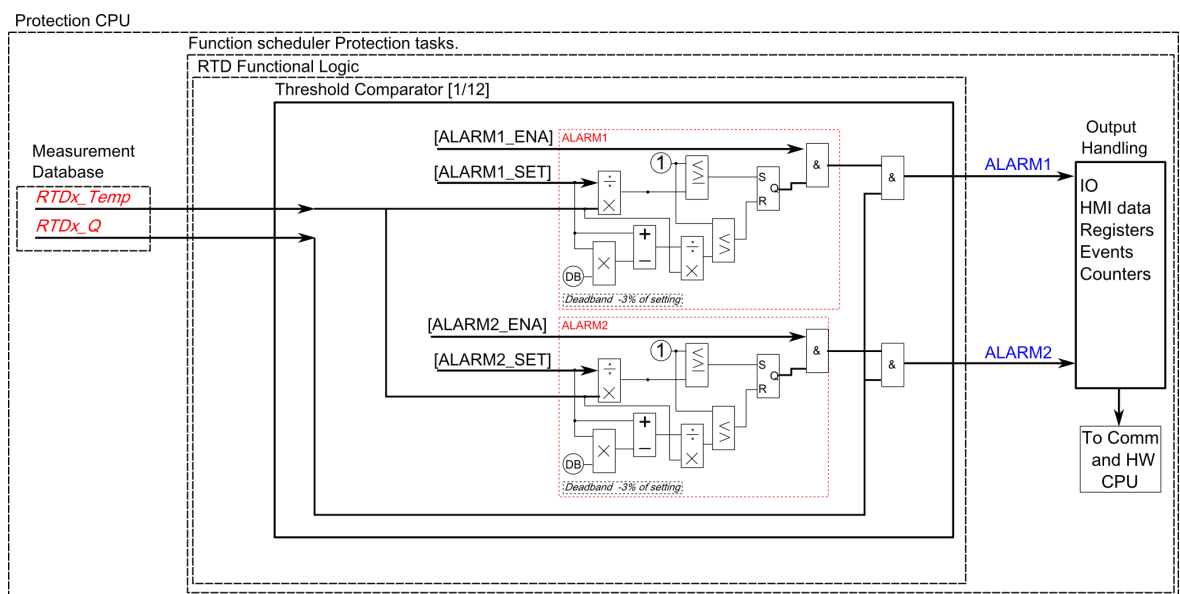 Protection CPU
Function scheduler Protection tasks.
RTD Functional Logic
Threshold Comparator [1/12]
Measurement
Database
RTDx_Temp
RTDx_Q
[ALARM1_ENA]
ALARM1
[ALARM1_SET]
1
÷
×
≤
≥
S
Q
R
&
&
+
−
÷
×
<
>
×
DB
Deadband -3% of setting
[ALARM2_ENA]
ALARM2
[ALARM2_SET]
1
÷
×
≤
≥
S
Q
R
&
&
+
−
÷
×
<
>
×
DB
Deadband -3% of setting
ALARM1
ALARM2
Output
Handling
IO
HMI data
Registers
Events
Counters
To Comm
and HW
CPU